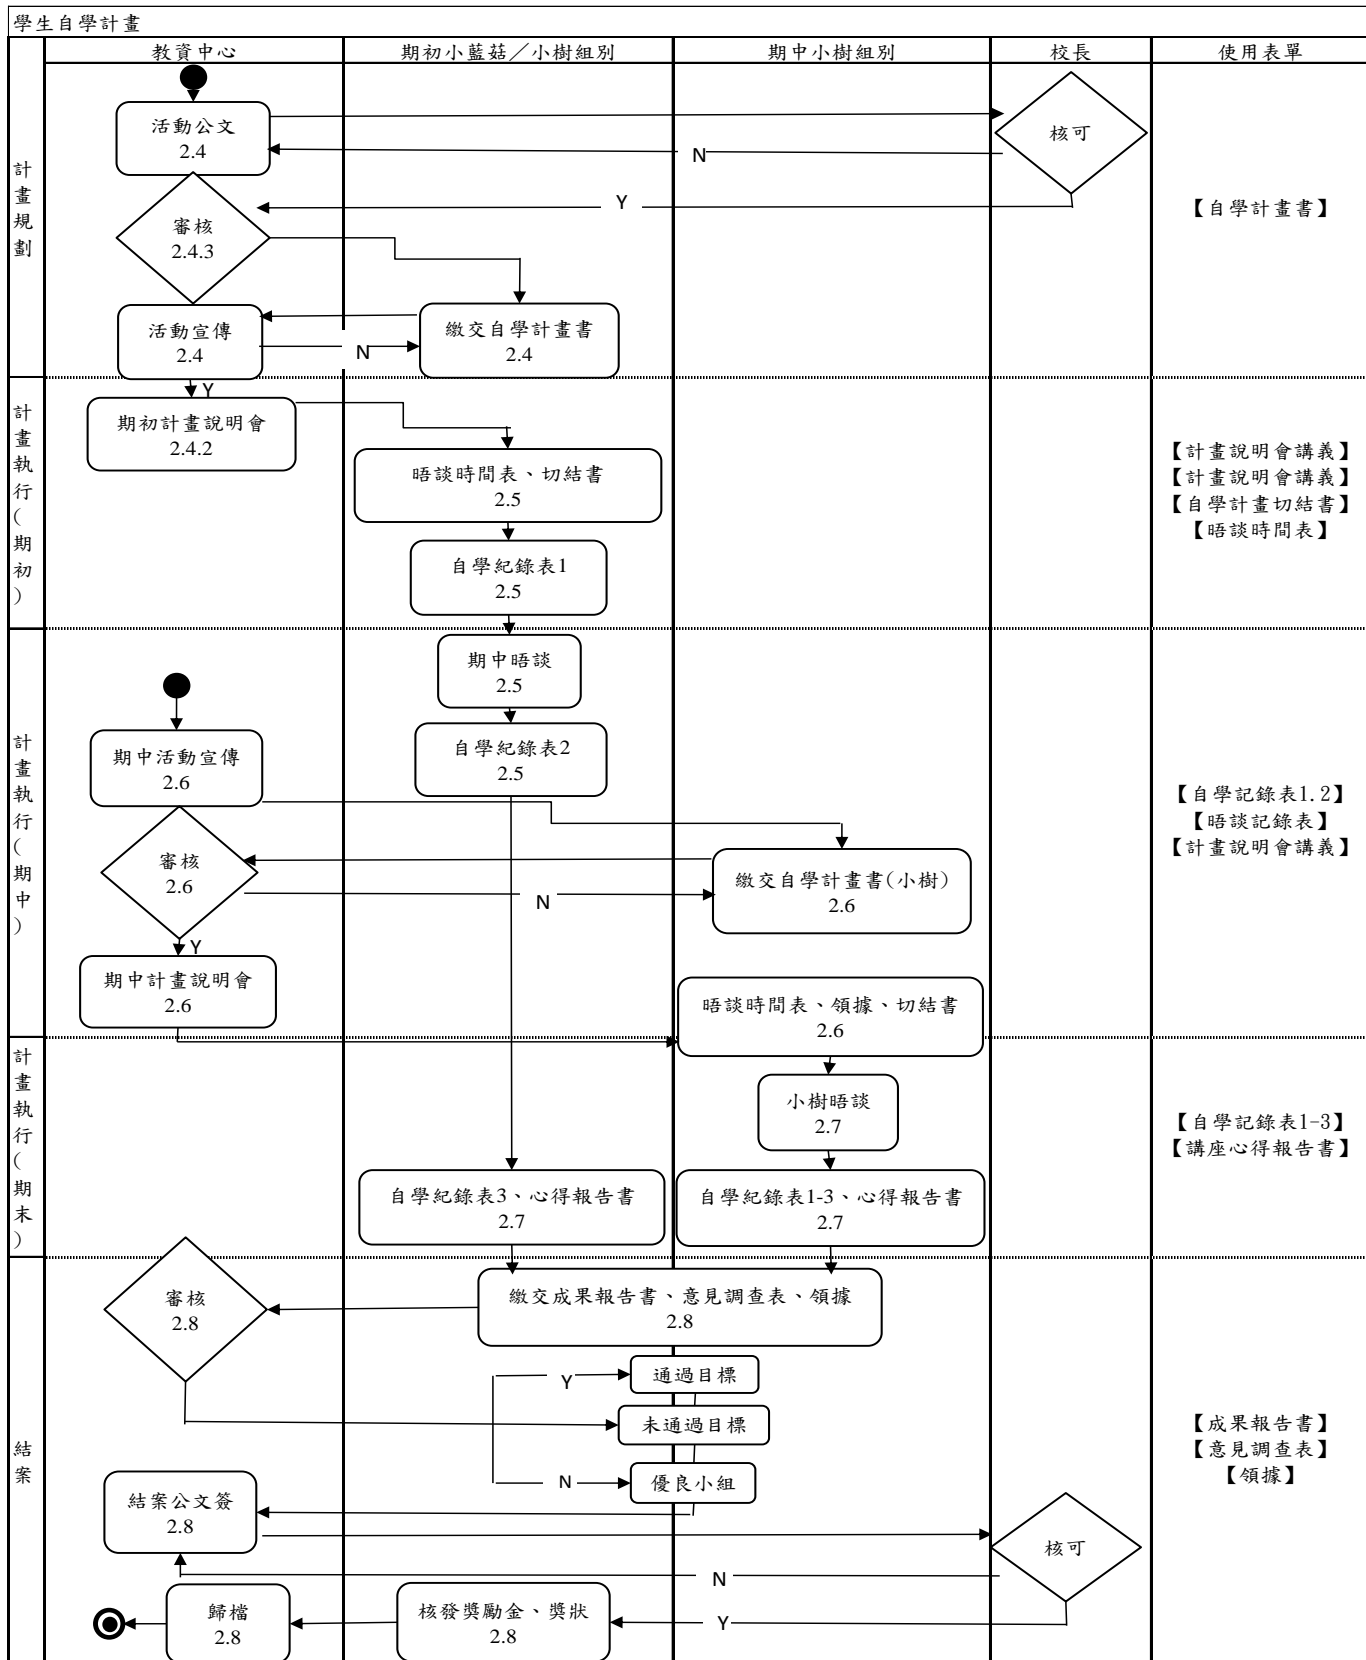 學生自學計畫
教資中心
期初小藍菇／小樹組別
期中小樹組別
校長
使用表單
計畫規劃
活動公文
2.4
核可
N
Y
審核
2.4.3
【自學計畫書】
活動宣傳
2.4
繳交自學計畫書
2.4
N
Y
計畫執行(期初)
期初計畫說明會
2.4.2
晤談時間表、切結書
2.5
【計畫說明會講義】
【計畫說明會講義】
【自學計畫切結書】
【晤談時間表】
自學紀錄表1
2.5
計畫執行(期中)
期中晤談
2.5
期中活動宣傳
2.6
自學紀錄表2
2.5
【自學記錄表1.2】
【晤談記錄表】
【計畫說明會講義】
審核
2.6
繳交自學計畫書(小樹)
2.6
N
Y
期中計畫說明會
2.6
晤談時間表、領據、切結書
2.6
計畫執行(期末)
小樹晤談
2.7
【自學記錄表1-3】
【講座心得報告書】
自學紀錄表3、心得報告書
2.7
自學紀錄表1-3、心得報告書
2.7
結案
審核
2.8
繳交成果報告書、意見調查表、領據
2.8
Y
通過目標
未通過目標
N
優良小組
【成果報告書】
【意見調查表】
【領據】
結案公文簽
2.8
核可
N
歸檔
2.8
核發獎勵金、獎狀
2.8
Y